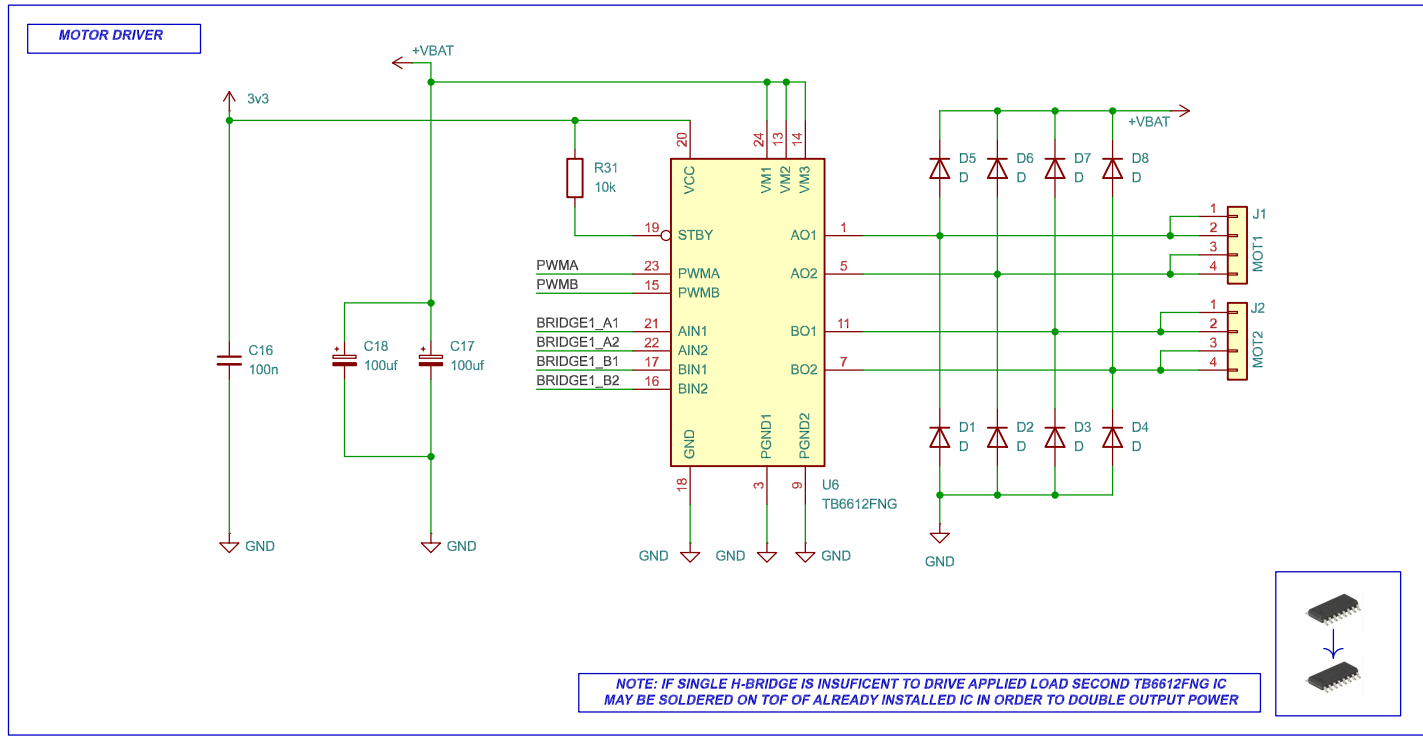 MOTOR DRIVER
+VBAT
3v3
+VBAT
20
24
13
14
VCC
VM1
VM2
VM3
R31
10k
D5
D
D6
D
D7
D
D8
D
19
STBY
AO1
1
1
2
3
4
J1
MOT1
PWMA
23
PWMA
AO2
5
PWMB
15
PWMB
BRIDGE1_A1
21
AIN1
BO1
11
1
2
3
4
J2
MOT2
BRIDGE1_A2
22
AIN2
BRIDGE1_B1
17
BIN1
BO2
7
BRIDGE1_B2
16
BIN2
C16
100n
+
C18
100uf
+
C17
100uf
GND
PGND1
PGND2
D1
D
D2
D
D3
D
D4
D
18
3
9
U6
TB6612FNG
GND
GND
GND
GND
GND
GND
NOTE: IF SINGLE H-BRIDGE IS INSUFICENT TO DRIVE APPLIED LOAD SECOND TB6612FNG IC
MAY BE SOLDERED ON TOF OF ALREADY INSTALLED IC IN ORDER TO DOUBLE OUTPUT POWER